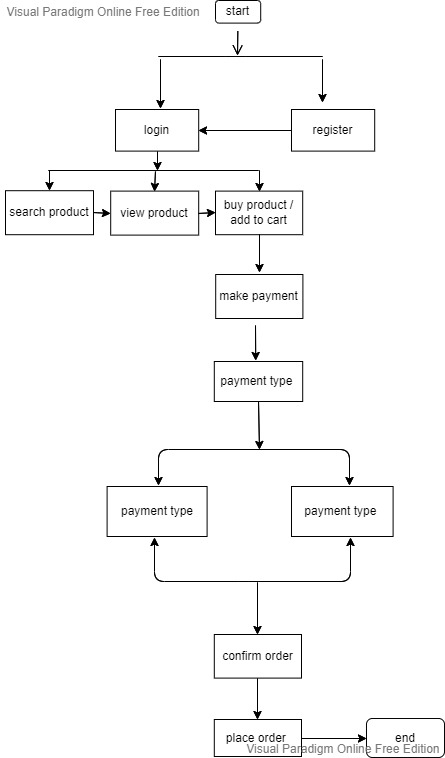 Visual Paradigm Online Free Edition
start
login
register
search product
view product
buy product /
add to cart
make payment
payment type
payment type
payment type
confirm order
place order
end
Visual Paradigm Online Free Edition